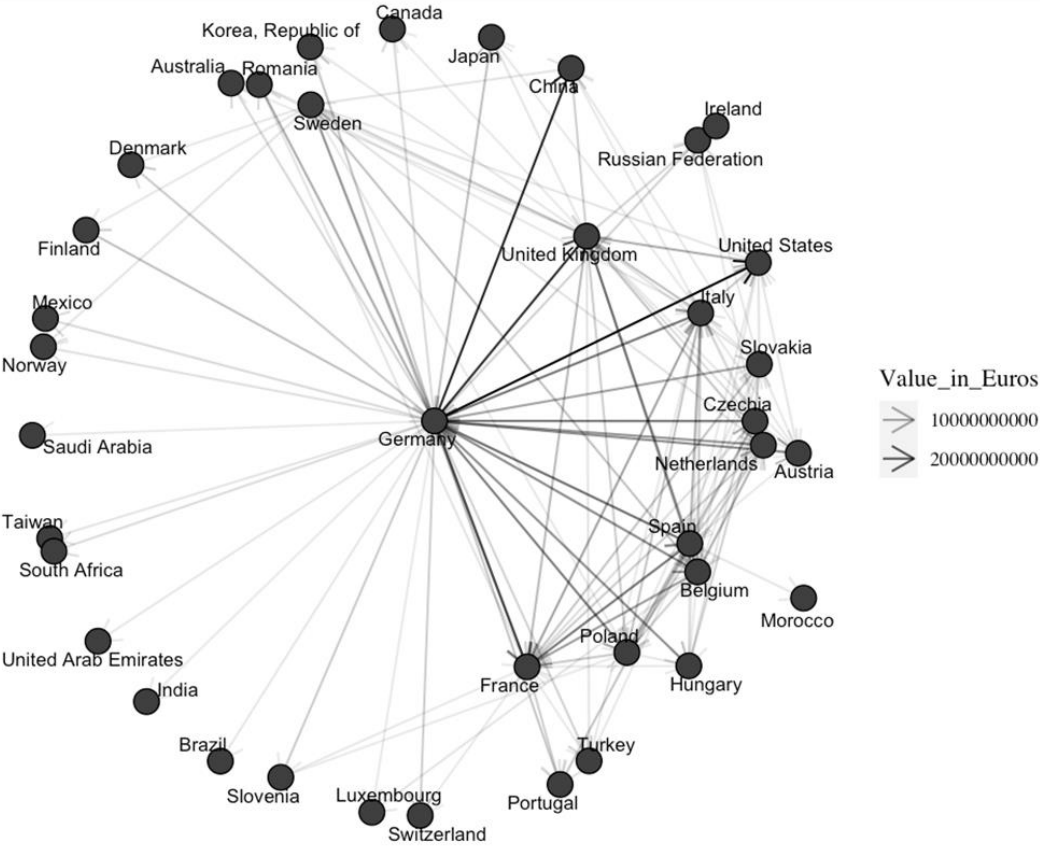 Canada
Korea, Republic of
Japan
Australia
Romania
China
Sweden
Ireland
Denmark
Russian Federation
Finland
United Kingdom
United States
Mexico
Italy
Norway
Slovakia
Value_in_Euros
Czechia
10000000000
Germany
Saudi Arabia
20000000000
Netherlands
Austria
Taiwan
Spain
South Africa
Belgium
Morocco
Poland
United Arab Emirates
France
Hungary
India
Brazil
Turkey
Slovenia
Luxembourg
Portugal
Switzerland